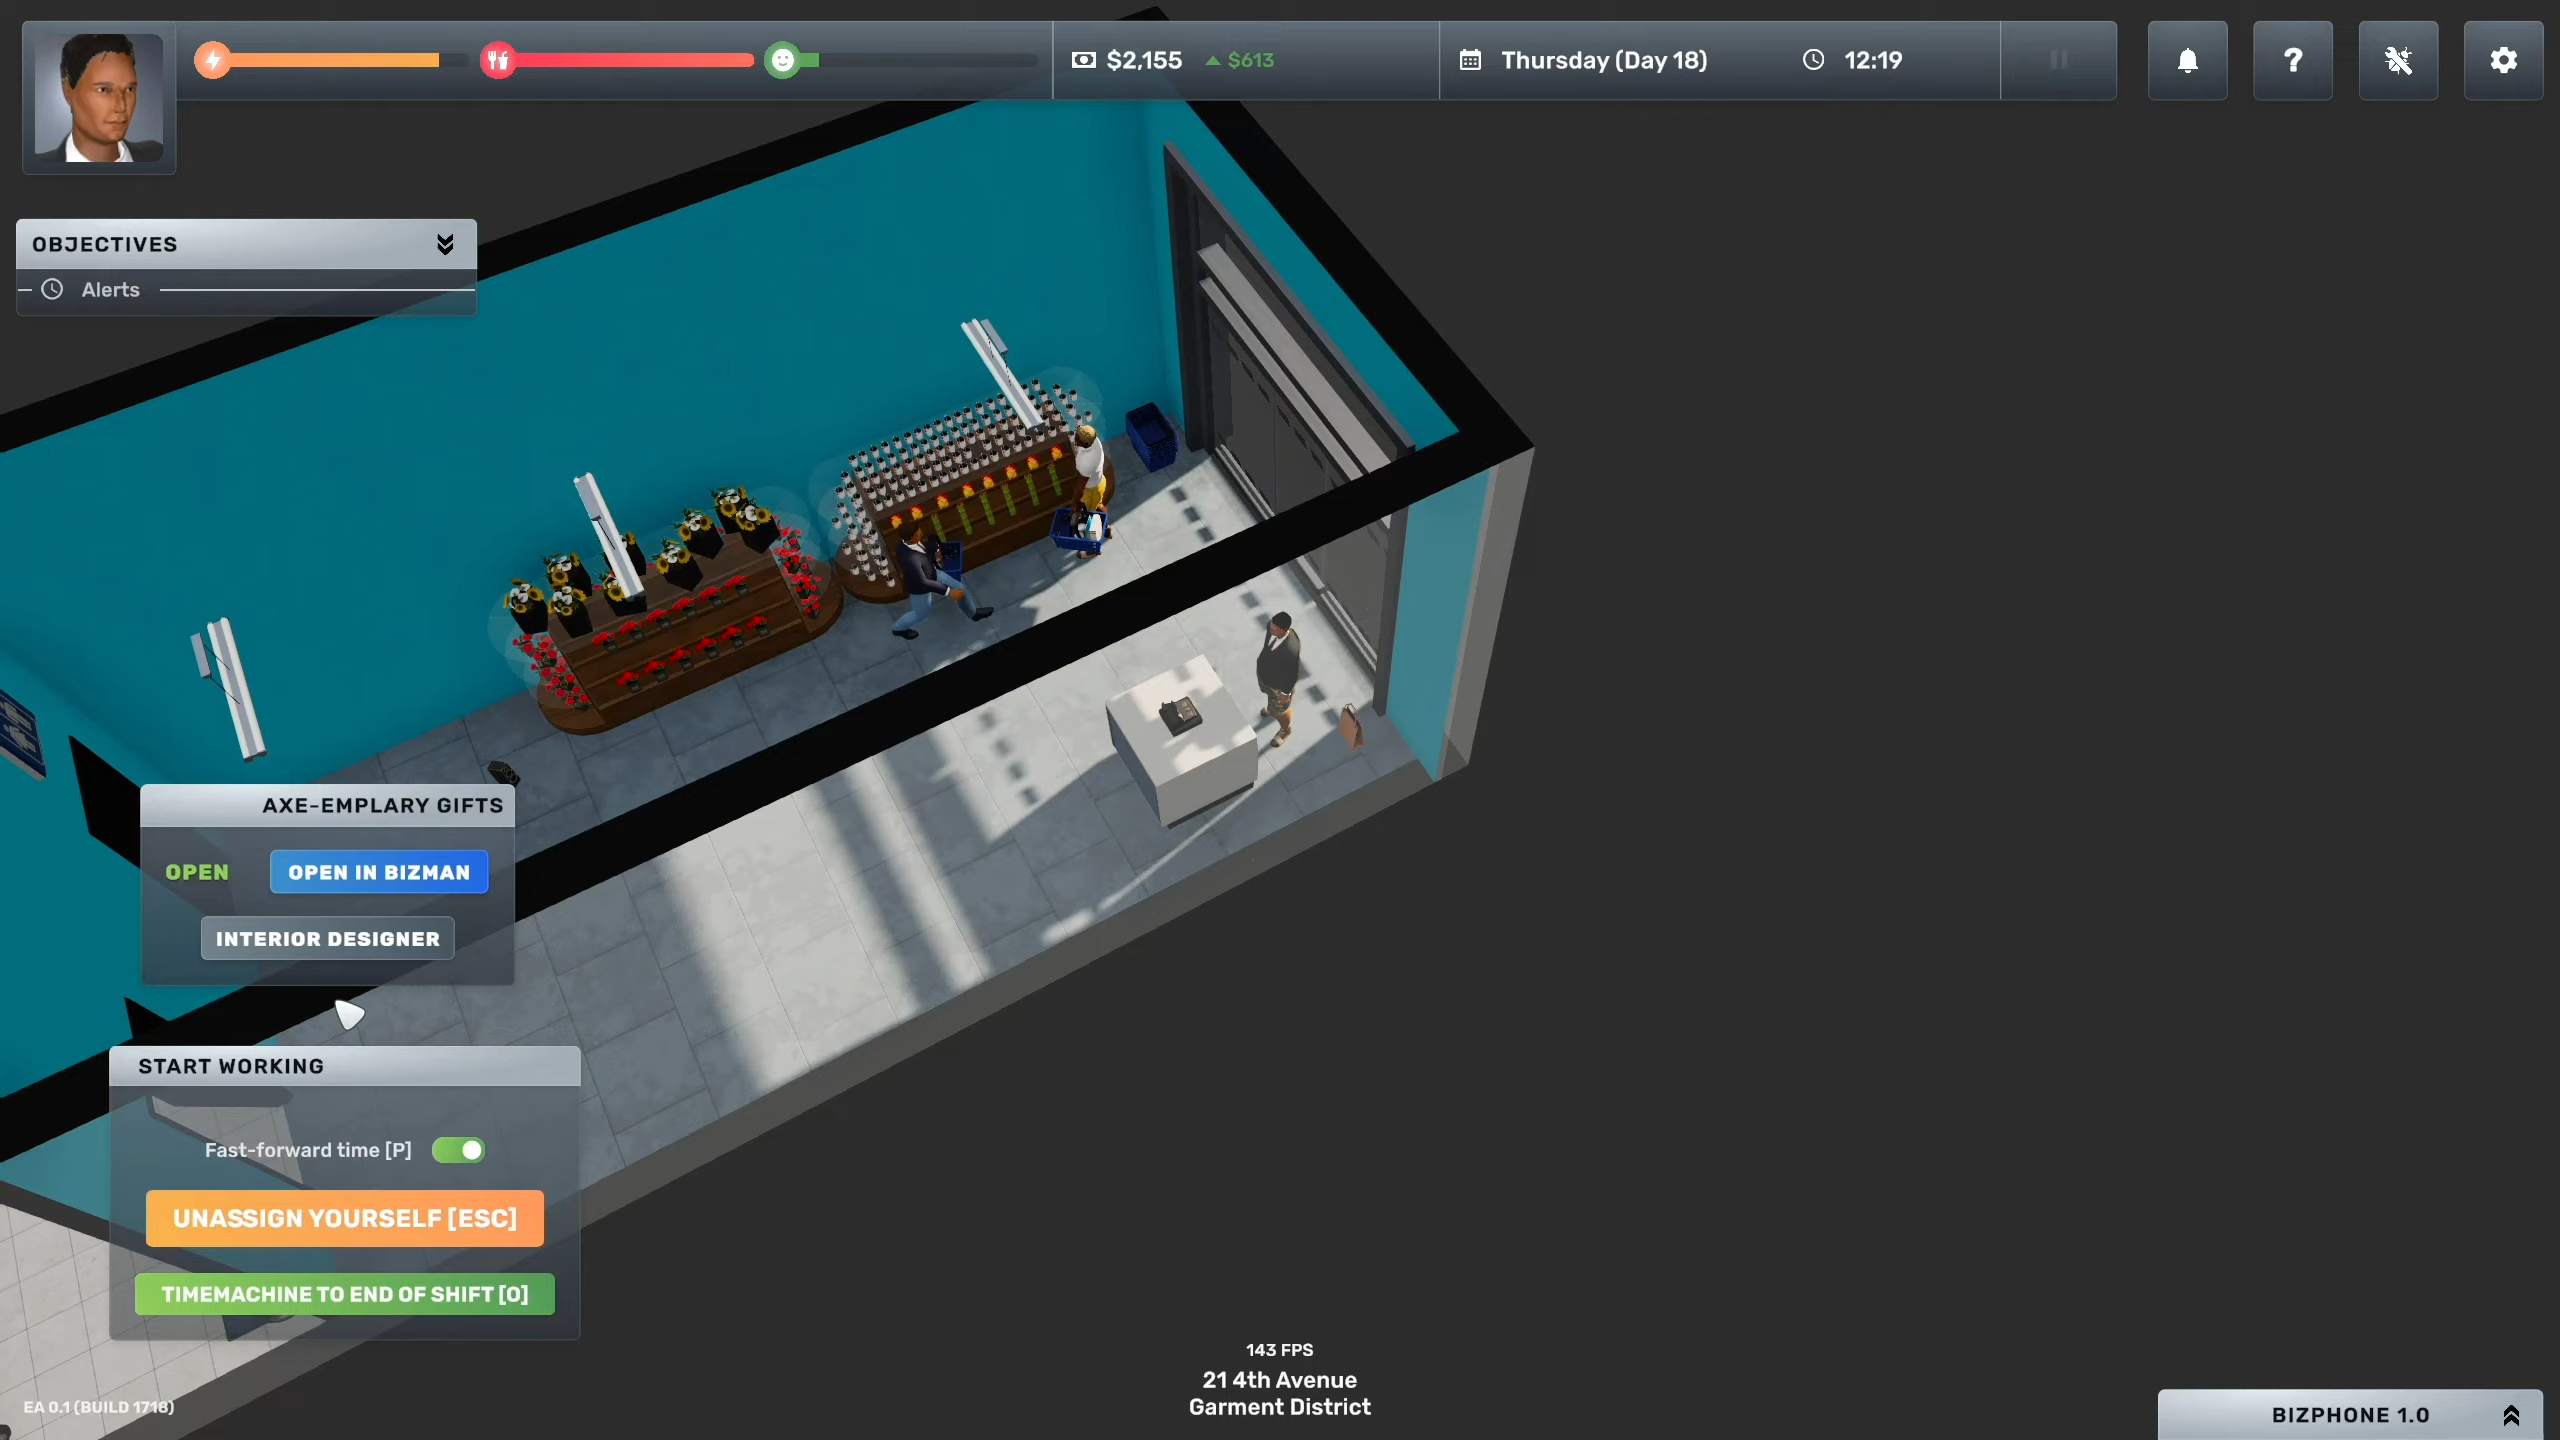 $2,155
$613
Thursday (Day 18)
12:19
?
OBJECTIVES
Alerts
AXE-EMPLARY GIFTS
OPEN
OPEN IN BIZMAN
INTERIOR DESIGNER
START WORKING
Fast-forward time [P]
UNASSIGN YOURSELF [ESC]
TIMEMACHINE TO END OF SHIFT [O]
143 FPS
21 4th Avenue
Garment District
EA 0.1 (BUILD 1718)
BIZPHONE 1.0